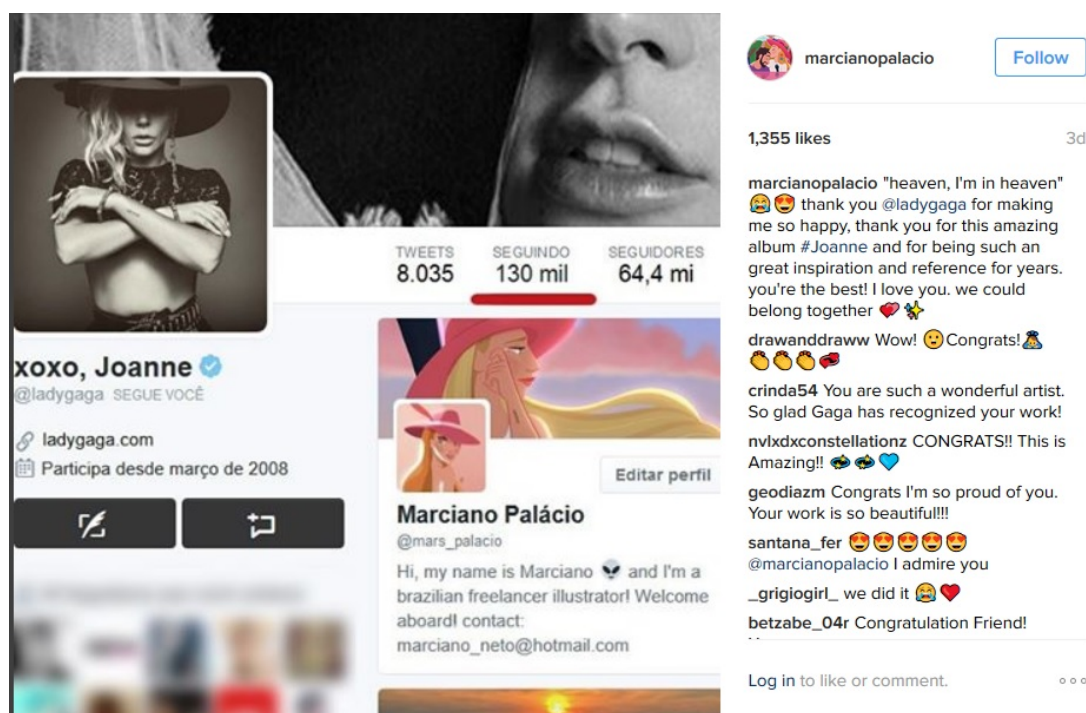 TWEETS SEGUINDO SEGUIDORES
8.035 130 mil 64,4 mi
xoxo, Joanne
@ladygaga SEGUE VOCÊ
ladygaga.com
Participa desde março de 2008
Editar perfil
Marciano Palácio
@mars_palacio
Hi, my name is Marciano 👽 and I'm a
brazilian freelancer illustrator! Welcome
aboard! contact:
marciano_neto@hotmail.com
marcianopalacio Follow
1,355 likes 3d
marcianopalacio "heaven, I'm in heaven"
😂😍 thank you @ladygaga for making
me so happy, thank you for this amazing
album #Joanne and for being such an
great inspiration and reference for years.
you're the best! I love you. we could
belong together 💕✨
drawanddraww Wow! 😮Congrats!🙇
👏👏👏💞
crinda54 You are such a wonderful artist.
So glad Gaga has recognized your work!
nvlxdxconstellationz CONGRATS!! This is
Amazing!! 💫💫💙
geodiazm Congrats I'm so proud of you.
Your work is so beautiful!!!
santana_fer 😍😍😍😍😍
@marcianopalacio I admire you
_grigiogirl_ we did it 😂❤️
betzabe_04r Congratulation Friend!
Log in to like or comment.